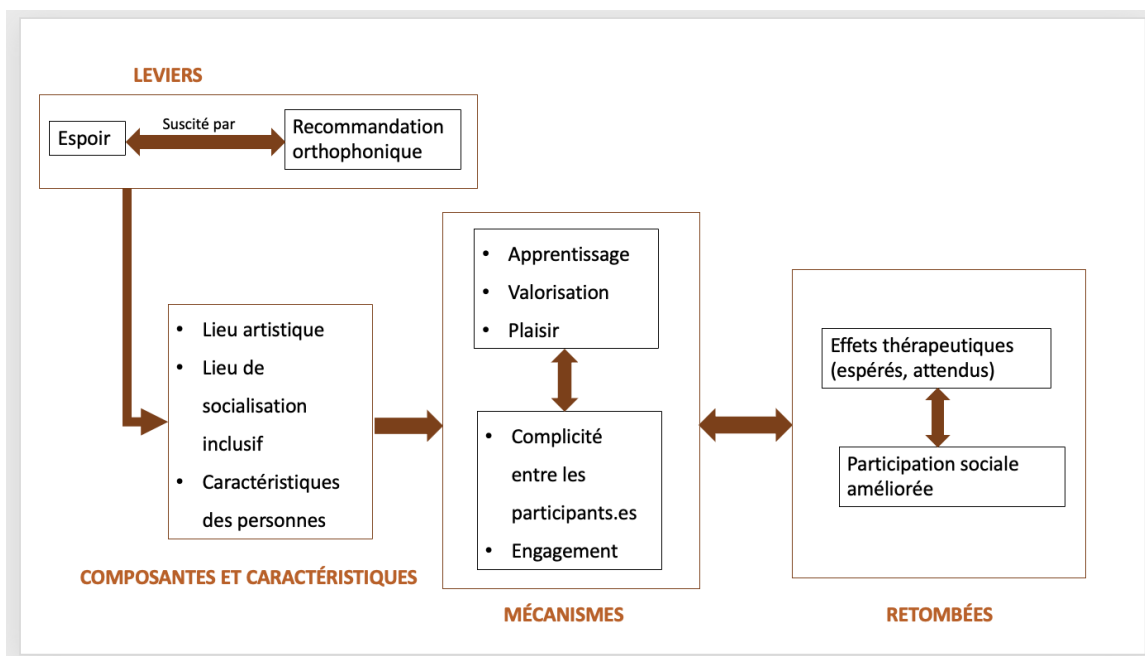 LEVIERS
Espoir
Suscité par
Recommandation
orthophonique
• Lieu artistique
• Lieu de
socialisation
inclusif
• Caractéristiques
des personnes
COMPOSANTES ET CARACTÉRISTIQUES
• Apprentissage
• Valorisation
• Plaisir
• Complicité
entre les
participants.es
• Engagement
MÉCANISMES
Effets thérapeutiques
(espérés, attendus)
Participation sociale
améliorée
RETOMBÉES